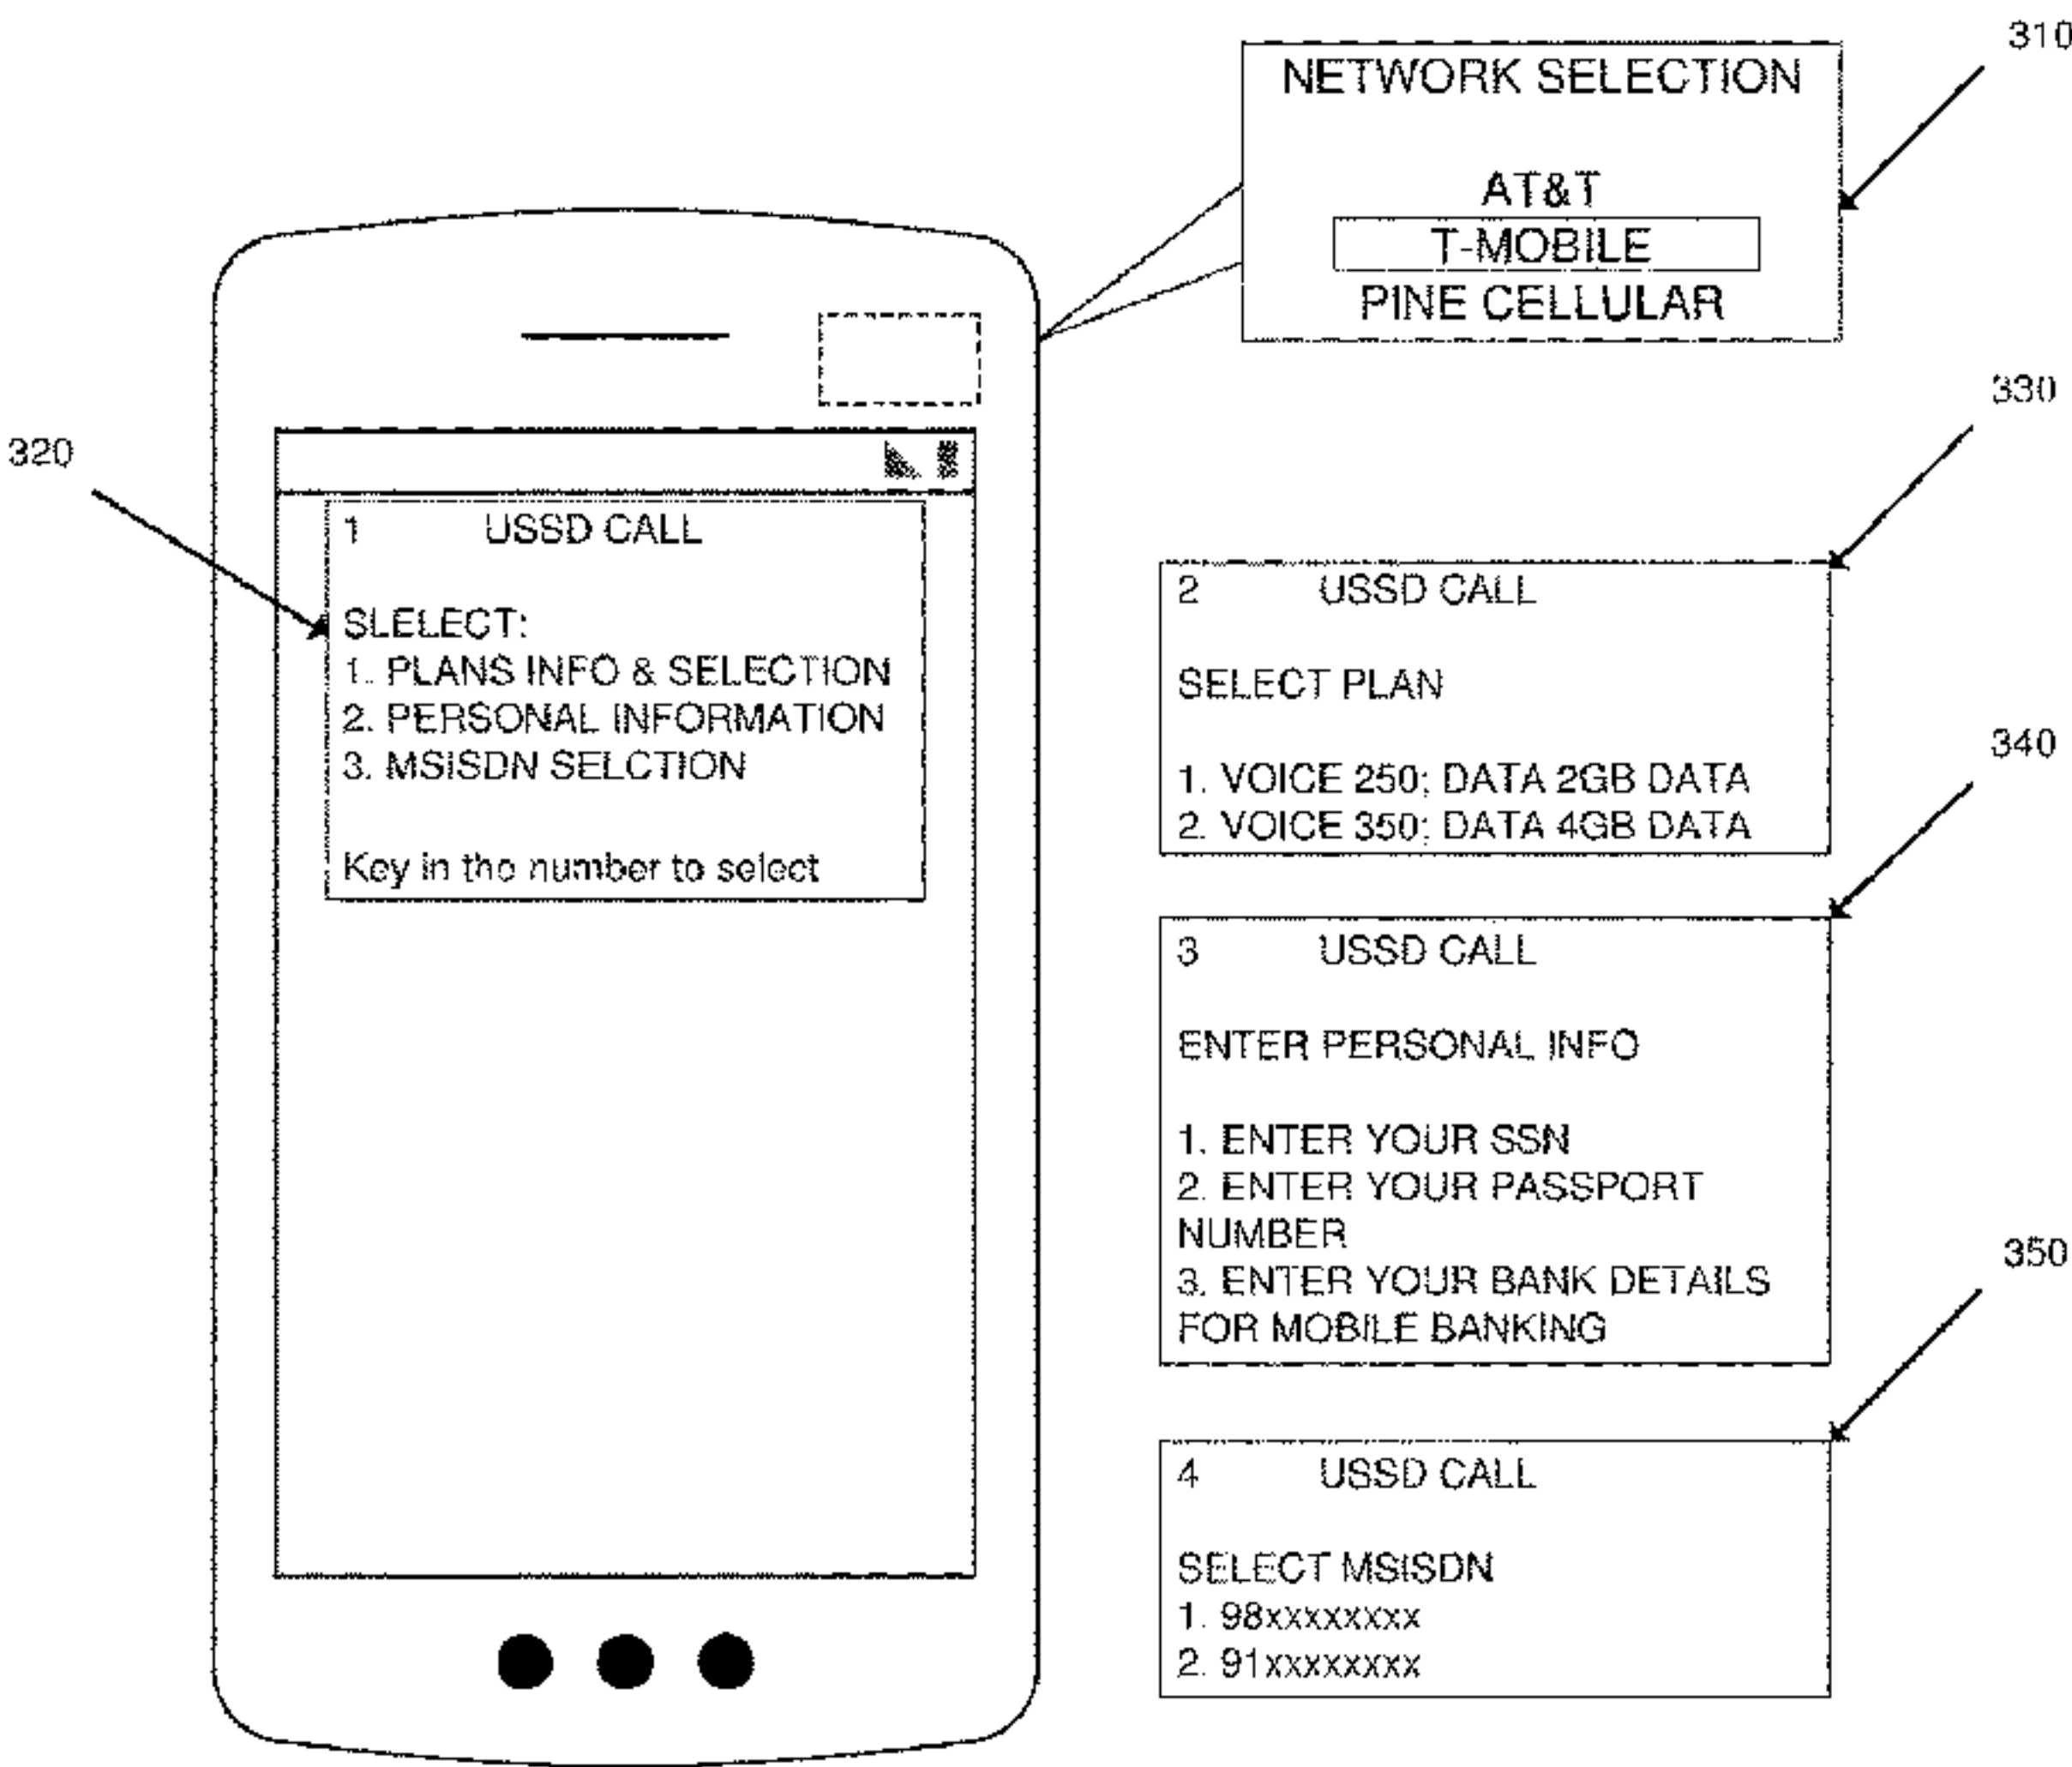 310
NETWORK SELECTION
AT&T
T-MOBILE
PINE CELLULAR
320
1 USSD CALL
SLELECT:
1. PLANS INFO & SELECTION
2. PERSONAL INFORMATION
3. MSISDN SELCTION
Key in the number to select
330
2 USSD CALL
SELECT PLAN
1. VOICE 250; DATA 2GB DATA
2. VOICE 350; DATA 4GB DATA
340
3 USSD CALL
ENTER PERSONAL INFO
1. ENTER YOUR SSN
2. ENTER YOUR PASSPORT
NUMBER
3. ENTER YOUR BANK DETAILS
FOR MOBILE BANKING
350
4 USSD CALL
SELECT MSISDN
1. 98xxxxxxxx
2. 91xxxxxxxx